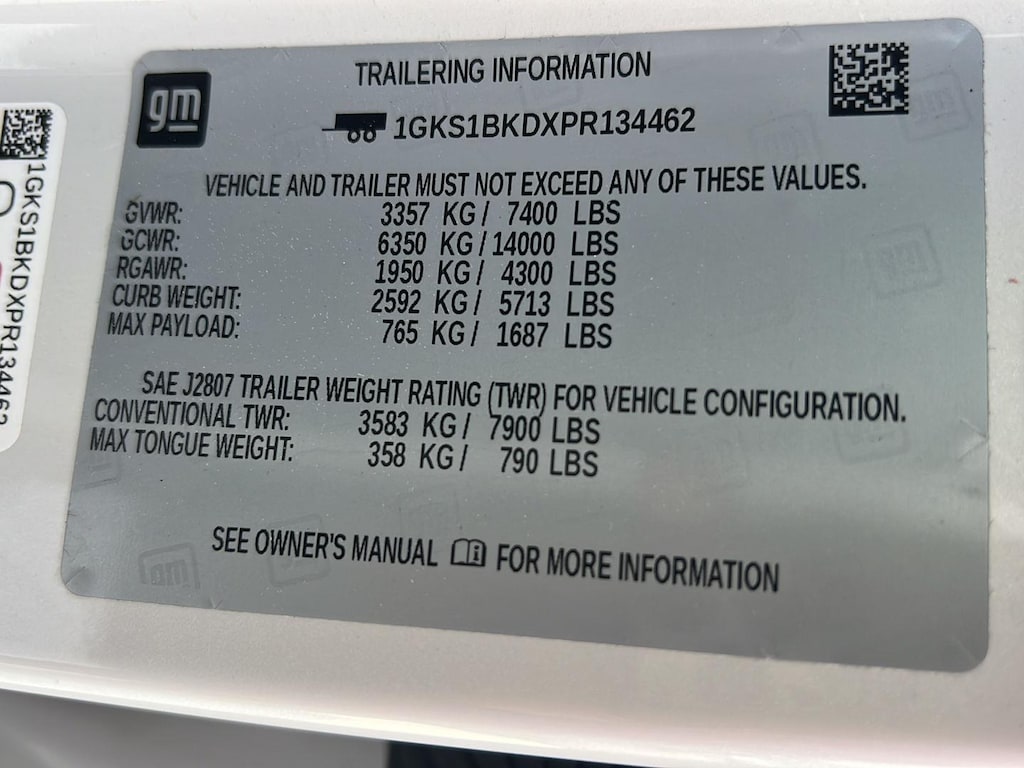 gm
TRAILERING INFORMATION
1GKS1BKDXPR134462
VEHICLE AND TRAILER MUST NOT EXCEED ANY OF THESE VALUES.
GVWR: 3357 KG / 7400 LBS
GCWR: 6350 KG / 14000 LBS
RGAWR: 1950 KG / 4300 LBS
CURB WEIGHT: 2592 KG / 5713 LBS
MAX PAYLOAD: 765 KG / 1687 LBS
SAE J2807 TRAILER WEIGHT RATING (TWR) FOR VEHICLE CONFIGURATION.
CONVENTIONAL TWR: 3583 KG / 7900 LBS
MAX TONGUE WEIGHT: 358 KG / 790 LBS
SEE OWNER'S MANUAL i FOR MORE INFORMATION
1GKS1BKDXPR134462